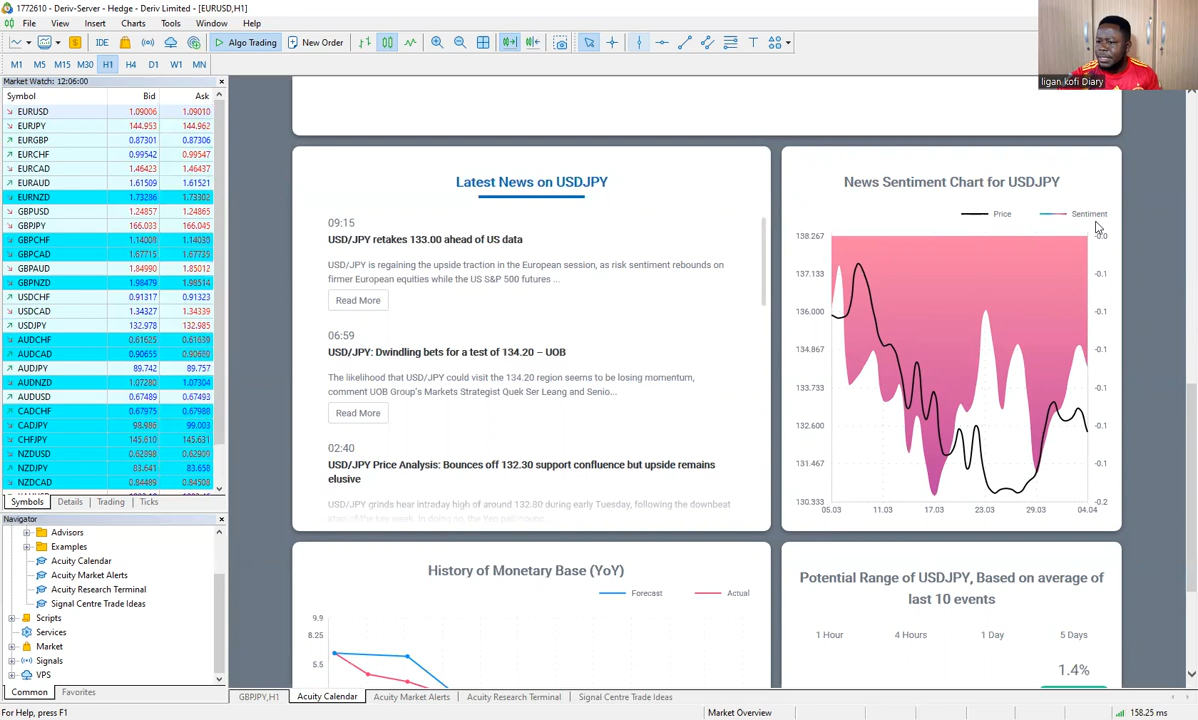 1772610 - Deriv-Server - Hedge - Deriv Limited - [EURUSD,H1]
File View Insert Charts Tools Window Help
IDE Algo Trading New Order
M1 M5 M15 M30 H1 H4 D1 W1 MN
ligan kofi Diary
Market Watch: 12:06:00
Symbol Bid Ask
EURUSD 1.09006 1.09010
EURJPY 144.953 144.962
EURGBP 0.87301 0.87306
EURCHF 0.99542 0.99547
EURCAD 1.46423 1.46437
EURAUD 1.61509 1.61521
EURNZD 1.73286 1.73302
GBPUSD 1.24857 1.24865
GBPJPY 166.033 166.045
GBPCHF 1.14008 1.14030
GBPCAD 1.67715 1.67735
GBPAUD 1.84990 1.85012
GBPNZD 1.98479 1.98514
USDCHF 0.91317 0.91323
USDCAD 1.34327 1.34339
USDJPY 132.978 132.985
AUDCHF 0.61625 0.61639
AUDCAD 0.90655 0.90669
AUDJPY 89.742 89.757
AUDNZD 1.07280 1.07304
AUDUSD 0.67489 0.67493
CADCHF 0.67975 0.67988
CADJPY 98.986 99.003
CHFJPY 145.610 145.631
NZDUSD 0.62898 0.62909
NZDJPY 83.641 83.658
NZDCAD 0.84489 0.84508
Symbols Details Trading Ticks
Navigator
Advisors
Examples
Acuity Calendar
Acuity Market Alerts
Acuity Research Terminal
Signal Centre Trade Ideas
Scripts
Services
Market
Signals
VPS
Common Favorites
Latest News on USDJPY
09:15
USD/JPY retakes 133.00 ahead of US data
USD/JPY is regaining the upside traction in the European session, as risk sentiment rebounds on
firmer European equities while the US S&P 500 futures ...
Read More
06:59
USD/JPY: Dwindling bets for a test of 134.20 – UOB
The likelihood that USD/JPY could visit the 134.20 region seems to be losing momentum,
comment UOB Group's Markets Strategist Quek Ser Leang and Senio...
Read More
02:40
USD/JPY Price Analysis: Bounces off 132.30 support confluence but upside remains
elusive
USD/JPY grinds hear intraday high of around 132.80 during early Tuesday, following the downbeat
News Sentiment Chart for USDJPY
Price Sentiment
138.267 -0.0
137.133 -0.1
136.000 -0.1
134.867 -0.1
133.733 -0.1
132.600 -0.1
131.467 -0.1
130.333 -0.2
05.03 11.03 17.03 23.03 29.03 04.04
History of Monetary Base (YoY)
Forecast Actual
9.9
8.25
5.5
Potential Range of USDJPY, Based on average of
last 10 events
1 Hour 4 Hours 1 Day 5 Days
1.4%
GBPJPY,H1 Acuity Calendar Acuity Market Alerts Acuity Research Terminal Signal Centre Trade Ideas
For Help, press F1 Market Overview 158.25 ms